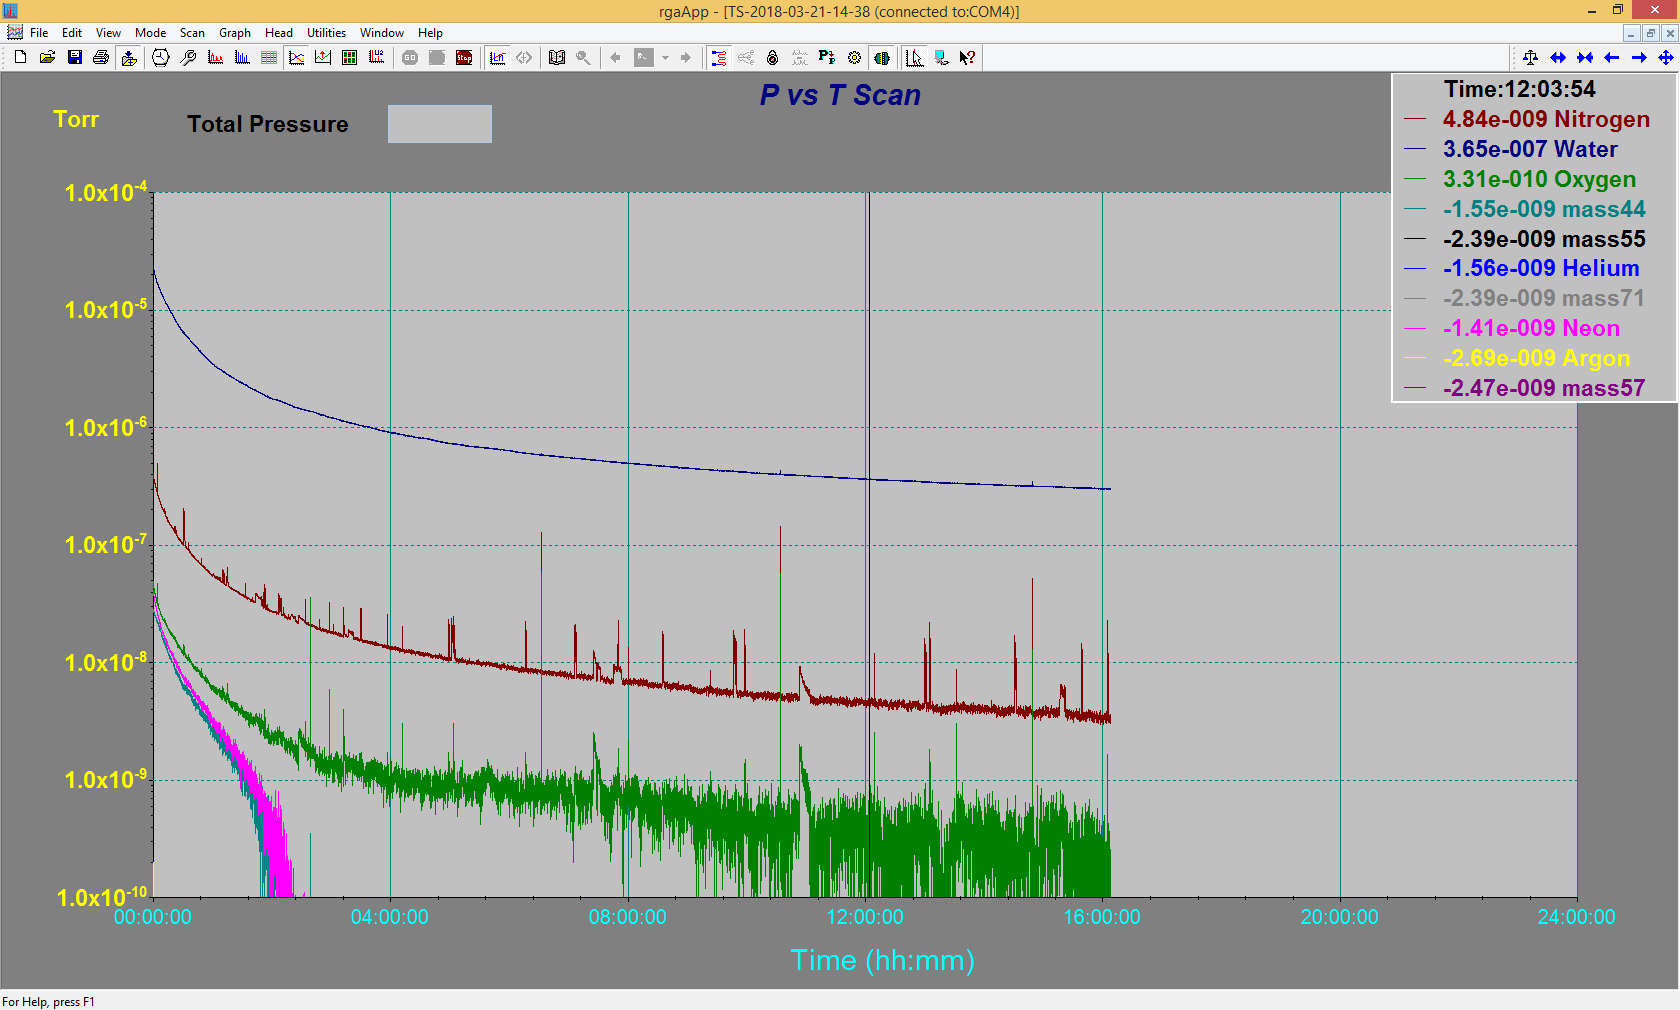 rgaApp - [TS-2018-03-21-14-38 (connected to:COM4)]
File Edit View Mode Scan Graph Head Utilities Window Help
GO Stop
P vs T Scan
Torr
Total Pressure
Time:12:03:54
4.84e-009 Nitrogen
3.65e-007 Water
3.31e-010 Oxygen
-1.55e-009 mass44
-2.39e-009 mass55
-1.56e-009 Helium
-2.39e-009 mass71
-1.41e-009 Neon
-2.69e-009 Argon
-2.47e-009 mass57
1.0x10-4
1.0x10-5
1.0x10-6
1.0x10-7
1.0x10-8
1.0x10-9
1.0x10-10
00:00:00 04:00:00 08:00:00 12:00:00 16:00:00 20:00:00 24:00:00
Time (hh:mm)
For Help, press F1